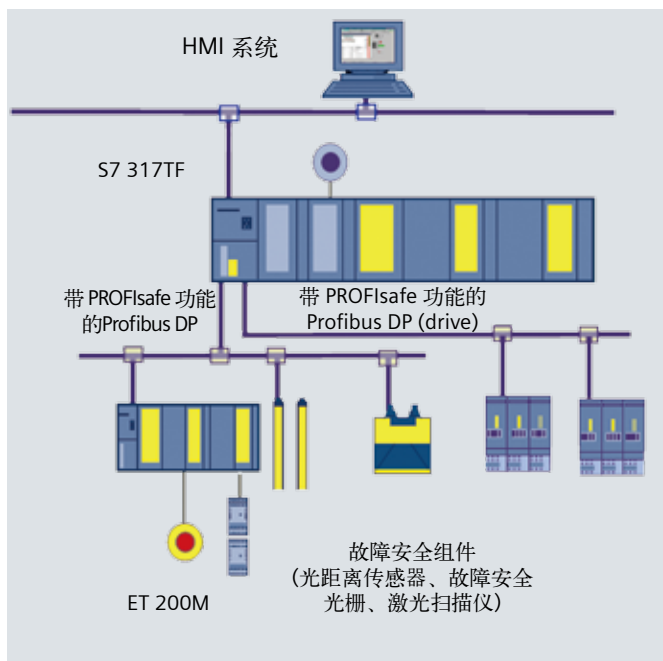 HMI 系统
S7 317TF
带 PROFIsafe 功能
的Profibus DP
带 PROFIsafe 功能的
Profibus DP (drive)
故障安全组件
(光距离传感器、故障安全
光栅、激光扫描仪)
ET 200M